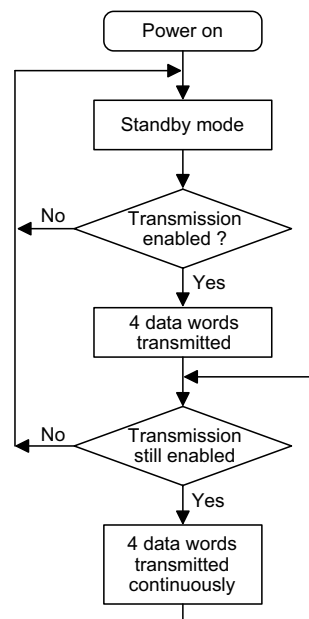 Power on
Standby mode
No
Transmission
enabled ?
Yes
4 data words
transmitted
No
Transmission
still enabled
Yes
4 data words
transmitted
continuously